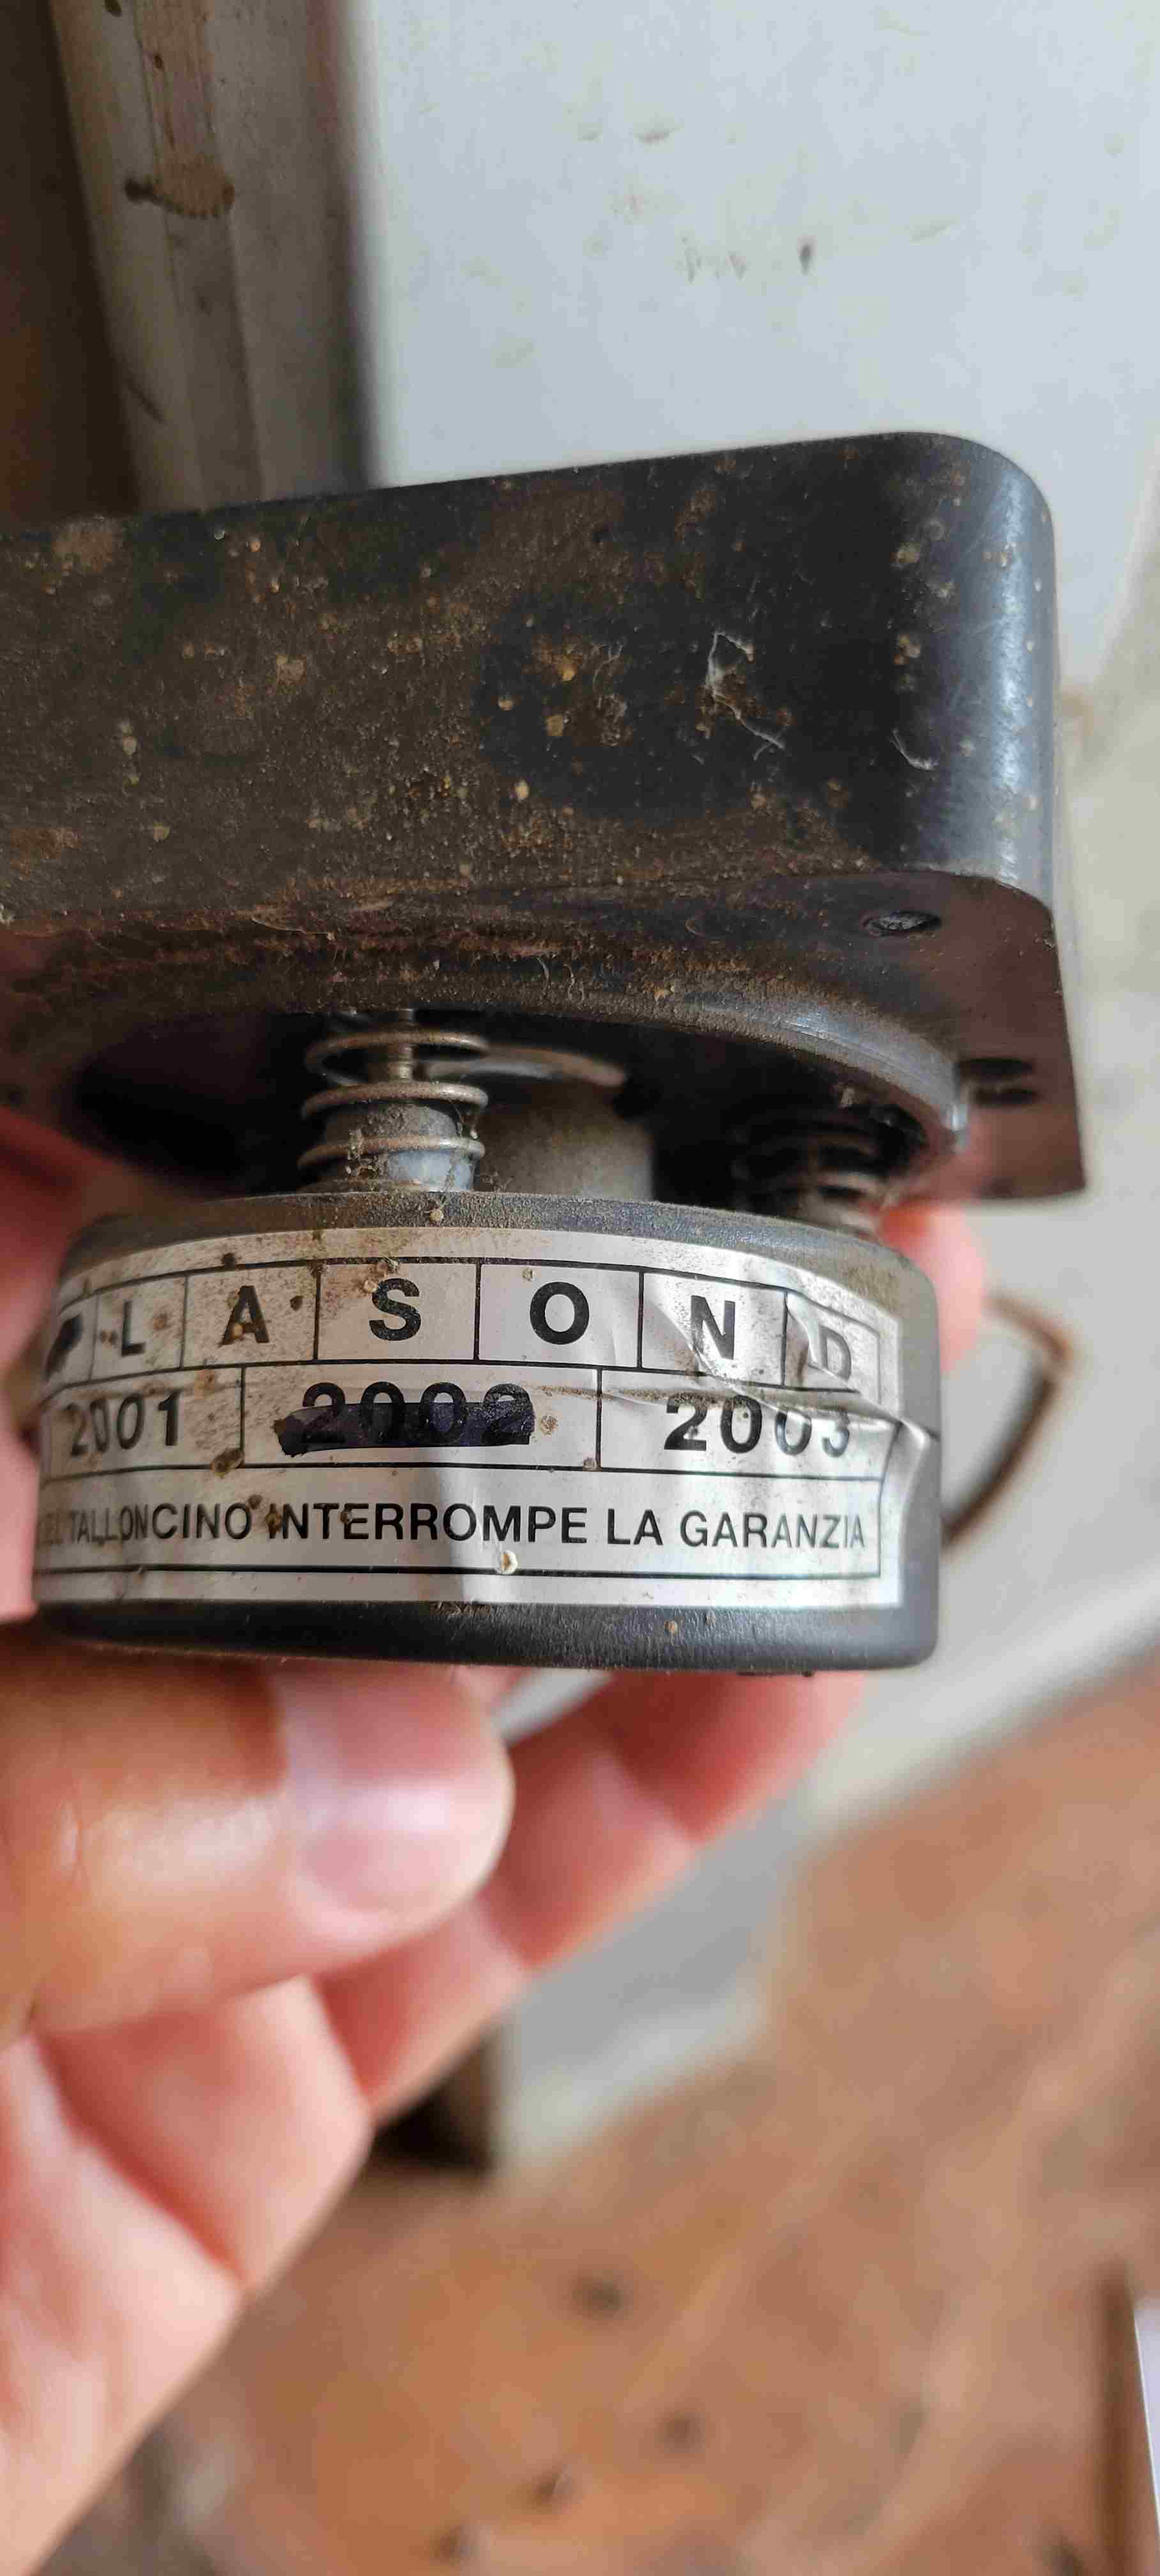 L A S O N D
2001 2002 2003
TALLONCINO INTERROMPE LA GARANZIA